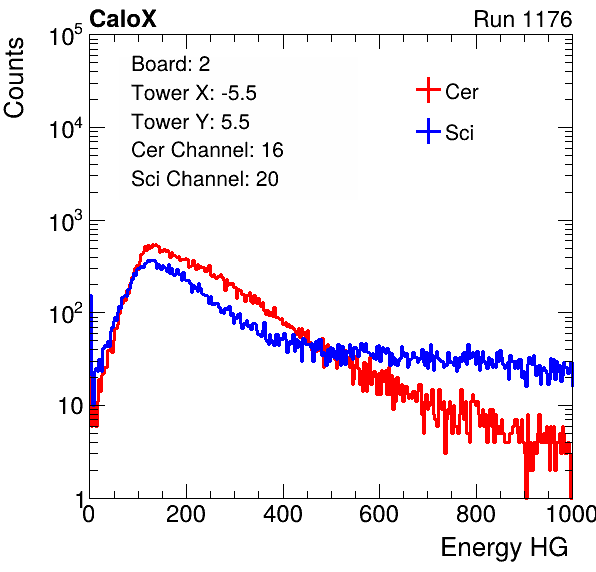 CaloX Run 1176
Counts
10^5
10^4
10^3
10^2
10
1
Board: 2
Tower X: -5.5
Tower Y: 5.5
Cer Channel: 16
Sci Channel: 20
Cer
Sci
0 200 400 600 800 1000
Energy HG